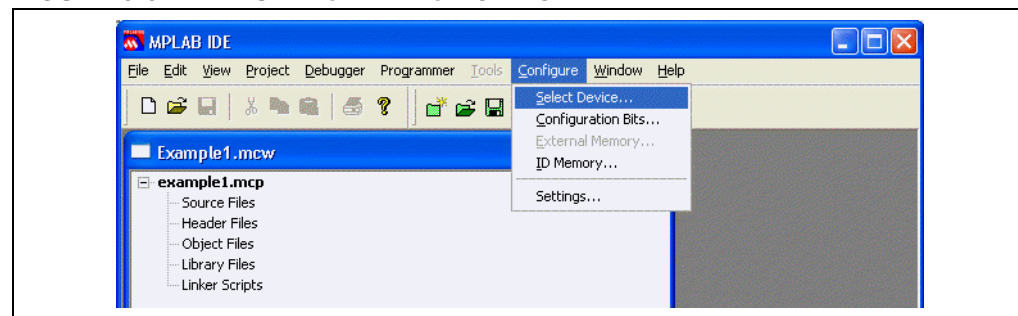 MPLAB IDE
File Edit View Project Debugger Programmer Tools Configure Window Help
Select Device...
Configuration Bits...
External Memory...
ID Memory...
Settings...
Example1.mcw
example1.mcp
Source Files
Header Files
Object Files
Library Files
Linker Scripts